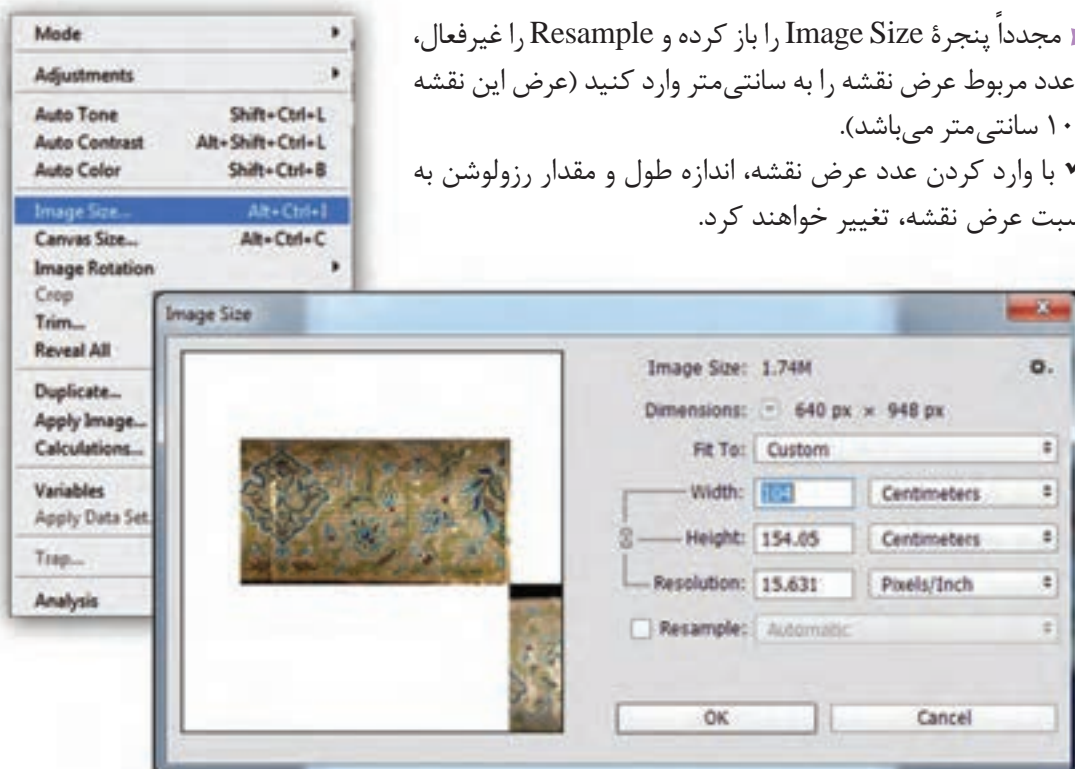 مجدداً پنجرهٔ Image Size را باز کرده و Resample را غیرفعال،
عدد مربوط عرض نقشه را به سانتی‌متر وارد کنید (عرض این نقشه
۱۰ سانتی‌متر می‌باشد).
با وارد کردن عدد عرض نقشه، اندازه طول و مقدار رزولوشن به
سبت عرض نقشه، تغییر خواهند کرد.
Mode
Adjustments
Auto Tone Shift+Ctrl+L
Auto Contrast Alt+Shift+Ctrl+L
Auto Color Shift+Ctrl+B
Image Size... Alt+Ctrl+I
Canvas Size... Alt+Ctrl+C
Image Rotation
Crop
Trim...
Reveal All
Duplicate...
Apply Image...
Calculations...
Variables
Apply Data Set.
Trap...
Analysis
Image Size
Image Size: 1.74M
Dimensions: 640 px × 948 px
Fit To: Custom
Width: 104 Centimeters
Height: 154.05 Centimeters
Resolution: 15.631 Pixels/Inch
Resample: Automatic
OK Cancel